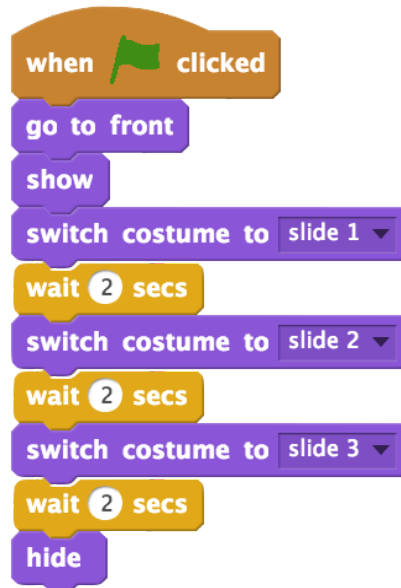 when clicked
go to front
show
switch costume to slide 1
wait 2 secs
switch costume to slide 2
wait 2 secs
switch costume to slide 3
wait 2 secs
hide